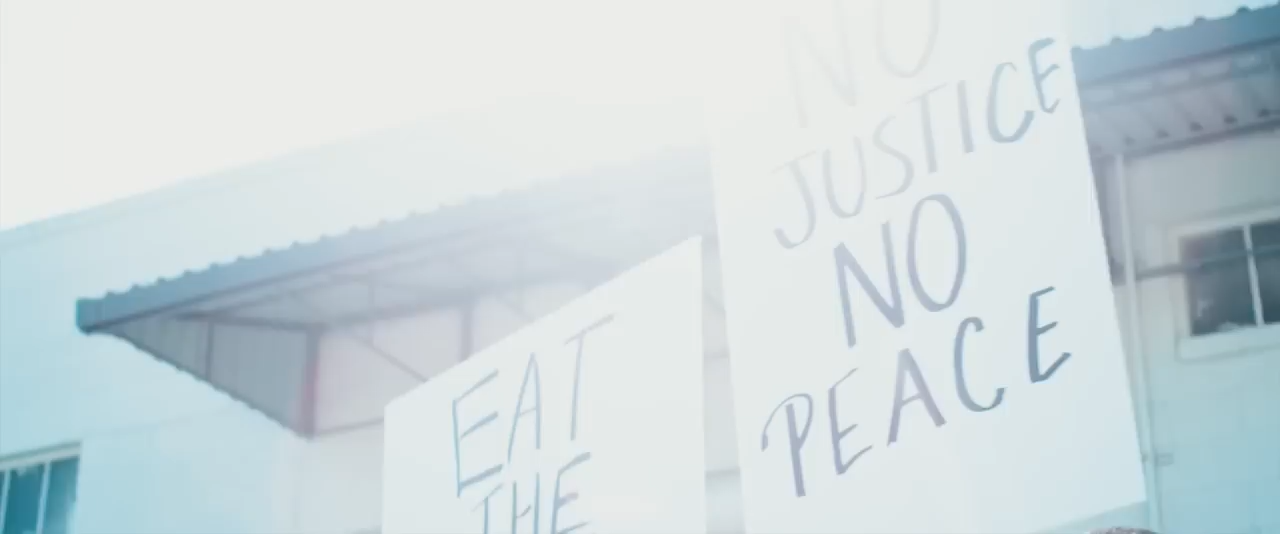 EAT
THE
NO
JUSTICE
NO
PEACE